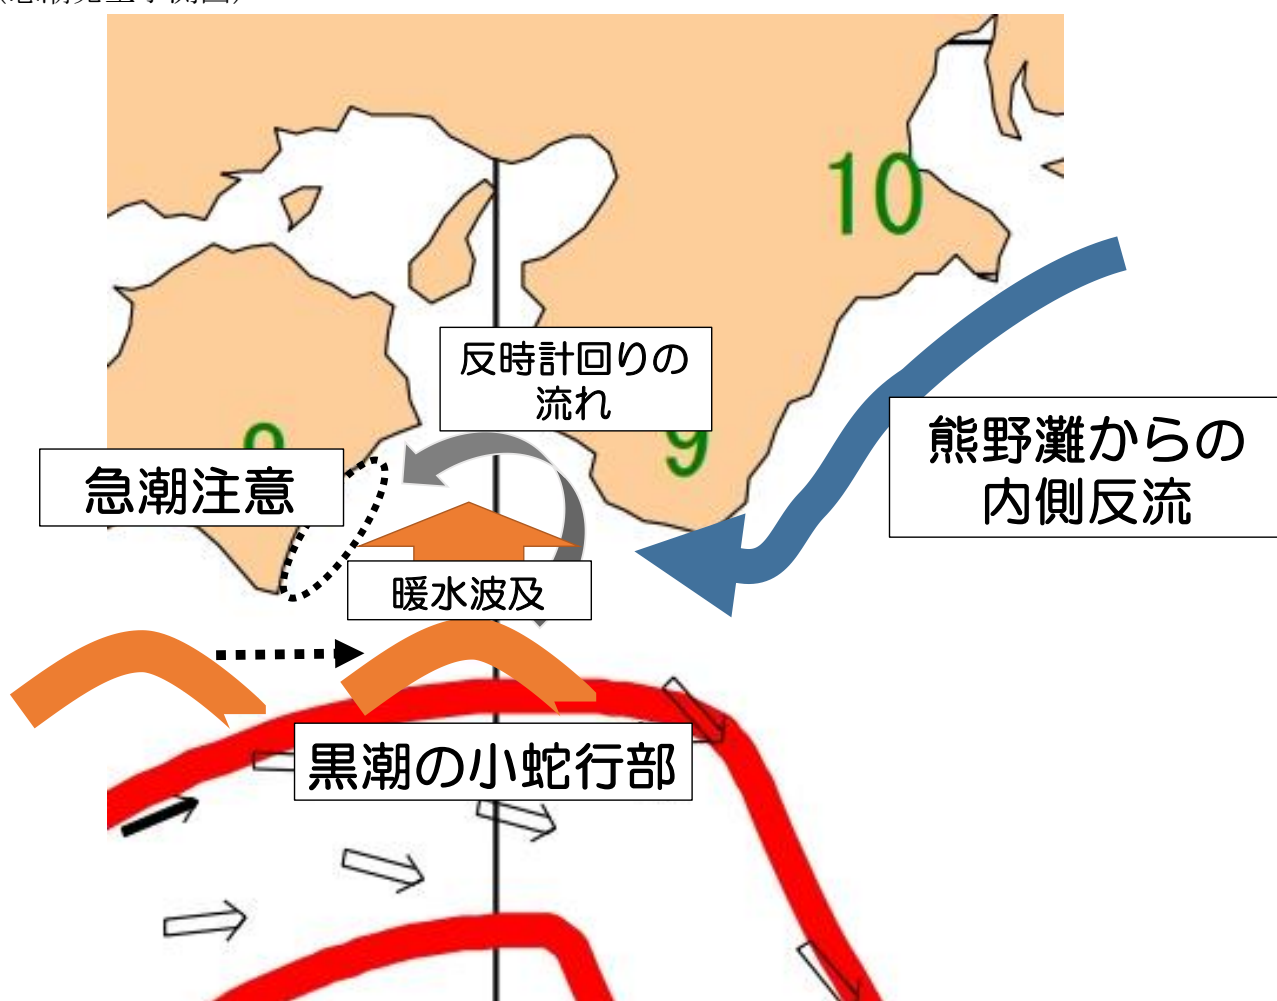 10
反時計回りの
流れ
9
熊野灘からの
内側反流
急潮注意
暖水波及
黒潮の小蛇行部